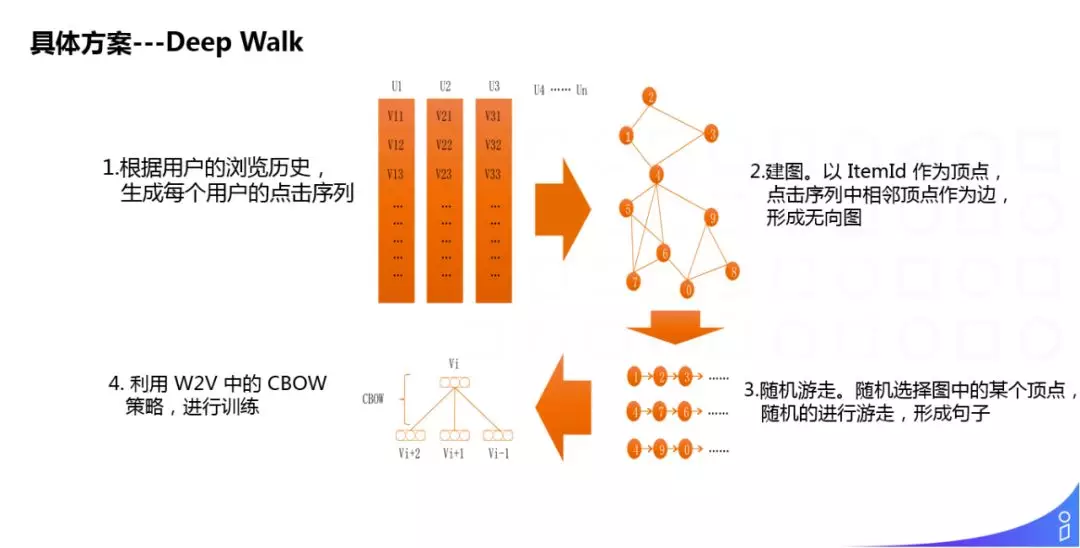 具体方案---Deep Walk
1.根据用户的浏览历史，
生成每个用户的点击序列
U1 U2 U3 U4 …… Un
V11 V21 V31
V12 V22 V32
V13 V23 V33
… … …
… … …
… … …
… … …
… … …
2
1 3
4
5 9
6
7 0 8
2.建图。以 ItemId 作为顶点，
点击序列中相邻顶点作为边，
形成无向图
3.随机游走。随机选择图中的某个顶点，
随机的进行游走，形成句子
1 2 3 ……
4 7 6 ……
4 9 0 ……
4. 利用 W2V 中的 CBOW
策略，进行训练
Vi
CBOW
Vi+2 Vi+1 Vi-1